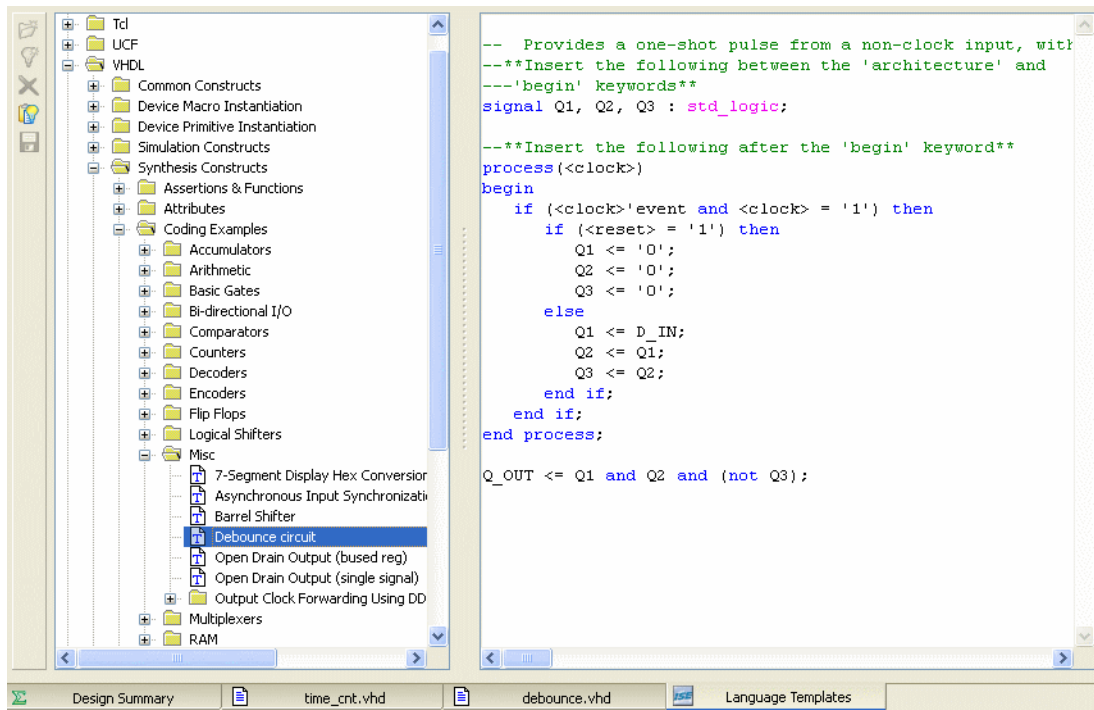 Tcl
UCF
VHDL
Common Constructs
Device Macro Instantiation
Device Primitive Instantiation
Simulation Constructs
Synthesis Constructs
Assertions & Functions
Attributes
Coding Examples
Accumulators
Arithmetic
Basic Gates
Bi-directional I/O
Comparators
Counters
Decoders
Encoders
Flip Flops
Logical Shifters
Misc
7-Segment Display Hex Conversion
Asynchronous Input Synchronizati
Barrel Shifter
Debounce circuit
Open Drain Output (bused reg)
Open Drain Output (single signal)
Output Clock Forwarding Using DD
Multiplexers
RAM
--  Provides a one-shot pulse from a non-clock input, with
--**Insert the following between the 'architecture' and
---'begin' keywords**
signal Q1, Q2, Q3 : std_logic;
--**Insert the following after the 'begin' keyword**
process(<clock>)
begin
   if (<clock>'event and <clock> = '1') then
      if (<reset> = '1') then
         Q1 <= '0';
         Q2 <= '0';
         Q3 <= '0';
      else
         Q1 <= D_IN;
         Q2 <= Q1;
         Q3 <= Q2;
      end if;
   end if;
end process;
Q_OUT <= Q1 and Q2 and (not Q3);
Σ Design Summary
time_cnt.vhd
debounce.vhd
ISE Language Templates